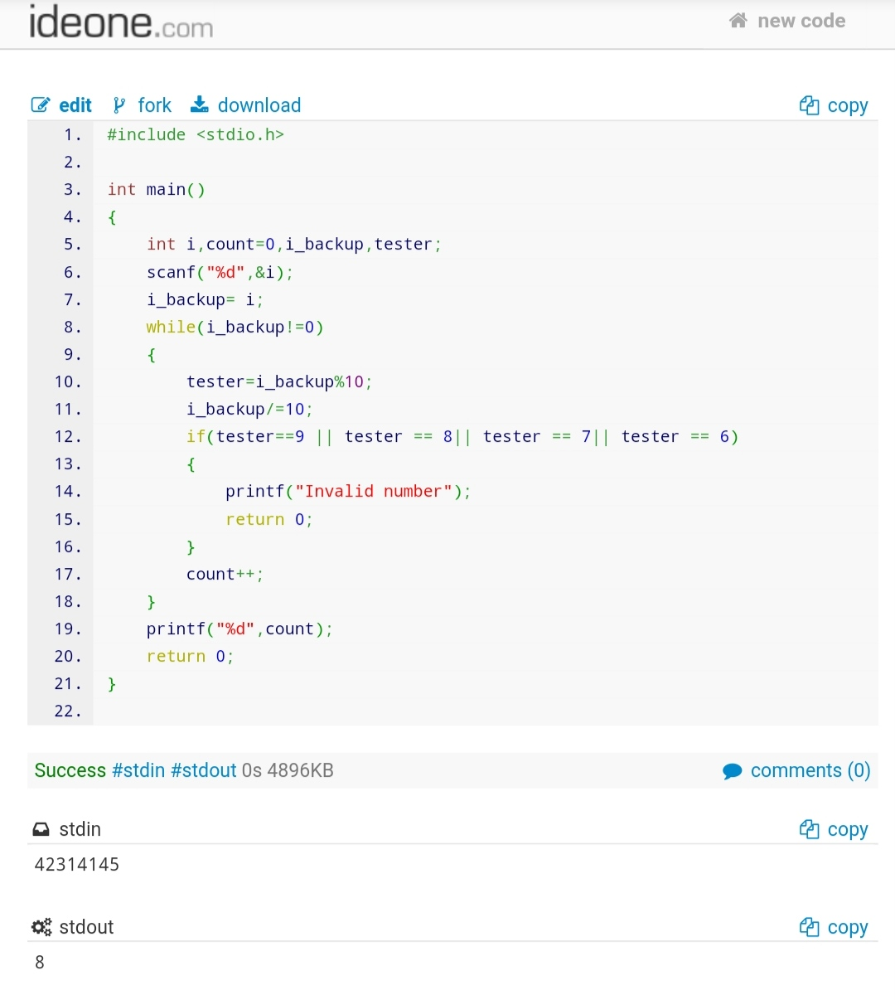 ideone.com new code
edit fork download copy
1. #include <stdio.h>
2.
3. int main()
4. {
5.     int i,count=0,i_backup,tester;
6.     scanf("%d",&i);
7.     i_backup= i;
8.     while(i_backup!=0)
9.     {
10.         tester=i_backup%10;
11.         i_backup/=10;
12.         if(tester==9 || tester == 8|| tester == 7|| tester == 6)
13.         {
14.             printf("Invalid number");
15.             return 0;
16.         }
17.         count++;
18.     }
19.     printf("%d",count);
20.     return 0;
21. }
22.
Success #stdin #stdout 0s 4896KB comments (0)
stdin copy
42314145
stdout copy
8